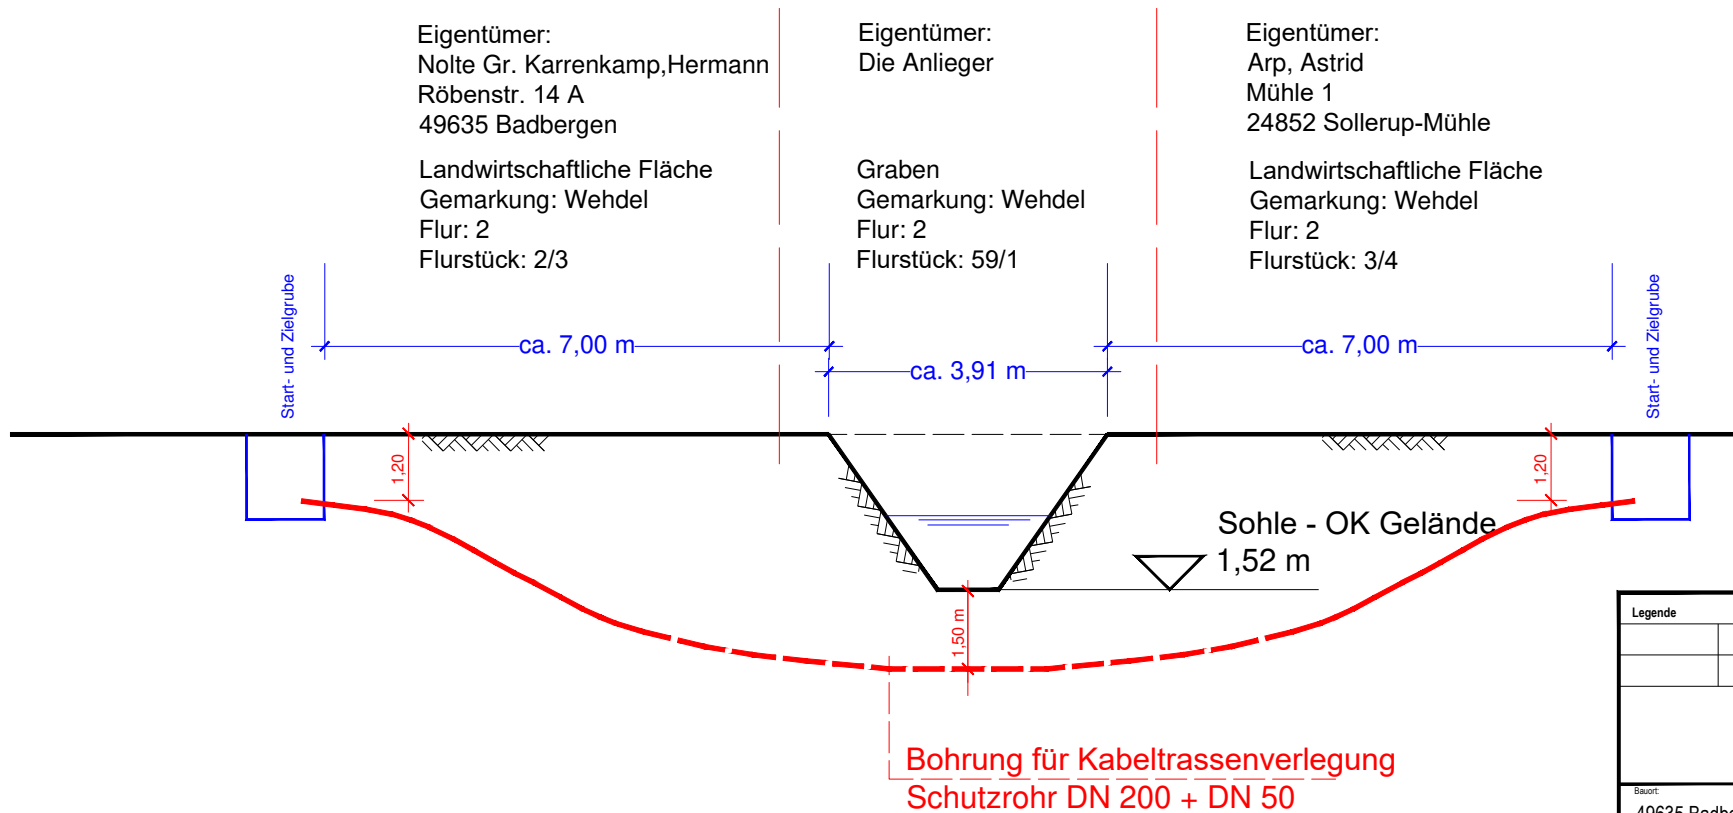 Eigentümer:
Nolte Gr. Karrenkamp,Hermann
Röbenstr. 14 A
49635 Badbergen
Landwirtschaftliche Fläche
Gemarkung: Wehdel
Flur: 2
Flurstück: 2/3
Eigentümer:
Die Anlieger
Graben
Gemarkung: Wehdel
Flur: 2
Flurstück: 59/1
Eigentümer:
Arp, Astrid
Mühle 1
24852 Sollerup-Mühle
Landwirtschaftliche Fläche
Gemarkung: Wehdel
Flur: 2
Flurstück: 3/4
Start- und Zielgrube
ca. 7,00 m
ca. 3,91 m
ca. 7,00 m
Start- und Zielgrube
1,20
1,20
Sohle - OK Gelände
1,52 m
1,50 m
Bohrung für Kabeltrassenverlegung
Schutzrohr DN 200 + DN 50
Legende
Bauort:
49635